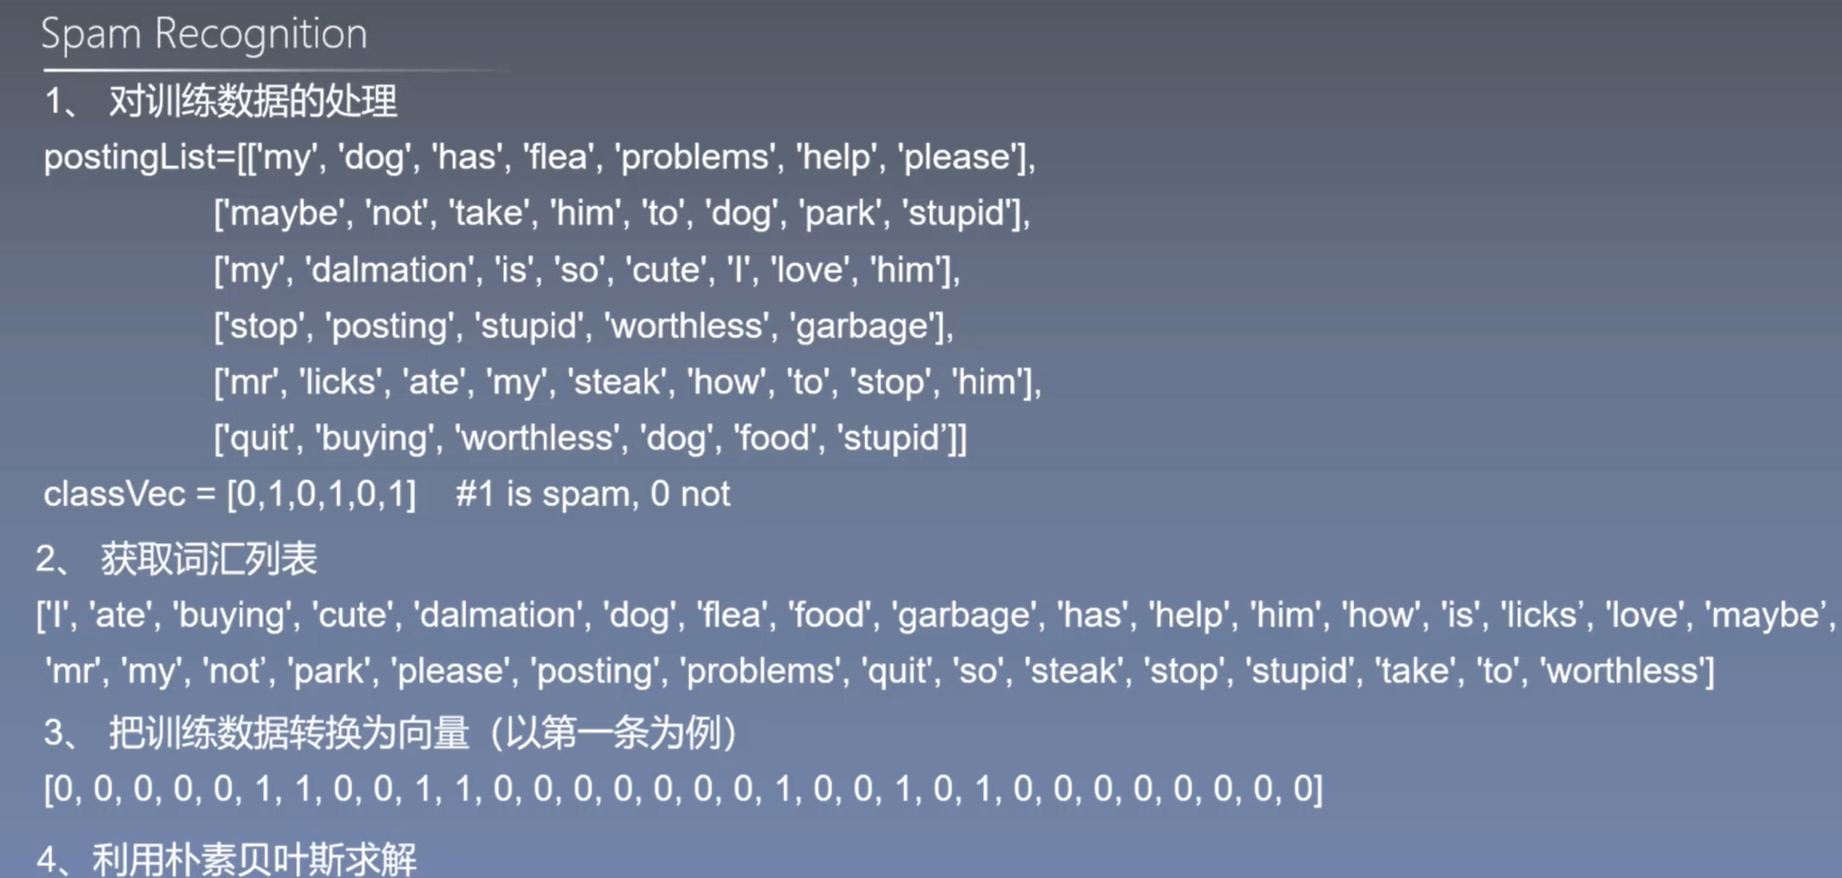 Spam Recognition
1、 对训练数据的处理
postingList=[['my', 'dog', 'has', 'flea', 'problems', 'help', 'please'],
['maybe', 'not', 'take', 'him', 'to', 'dog', 'park', 'stupid'],
['my', 'dalmation', 'is', 'so', 'cute', 'I', 'love', 'him'],
['stop', 'posting', 'stupid', 'worthless', 'garbage'],
['mr', 'licks', 'ate', 'my', 'steak', 'how', 'to', 'stop', 'him'],
['quit', 'buying', 'worthless', 'dog', 'food', 'stupid’]]
classVec = [0,1,0,1,0,1] #1 is spam, 0 not
2、 获取词汇列表
['I', 'ate', 'buying', 'cute', 'dalmation', 'dog', 'flea', 'food', 'garbage', 'has', 'help', 'him', 'how', 'is', 'licks’, 'love', 'maybe’,
'mr', 'my', 'not’, 'park', 'please', 'posting', 'problems', 'quit', 'so', 'steak', 'stop', 'stupid', 'take', 'to', 'worthless']
3、 把训练数据转换为向量（以第一条为例）
[0, 0, 0, 0, 0, 1, 1, 0, 0, 1, 1, 0, 0, 0, 0, 0, 0, 0, 1, 0, 0, 1, 0, 1, 0, 0, 0, 0, 0, 0, 0, 0]
4、利用朴素贝叶斯求解